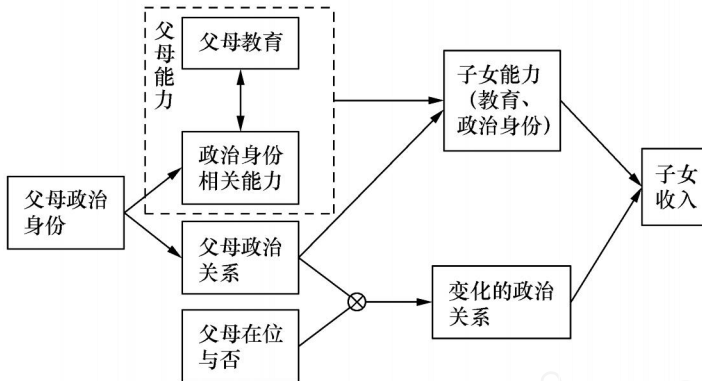 父母能力
父母教育
政治身份
相关能力
父母政治
身份
父母政治
关系
父母在位
与否
子女能力
（教育、
政治身份）
变化的政治
关系
子女
收入